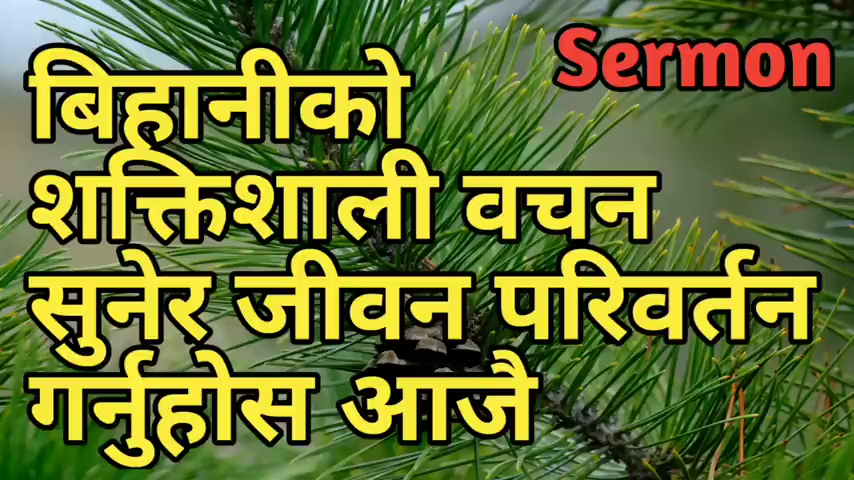 Sermon
बिहानीको
शक्तिशाली वचन
सुनेर जीवन परिवर्तन
गर्नुहोस आजै